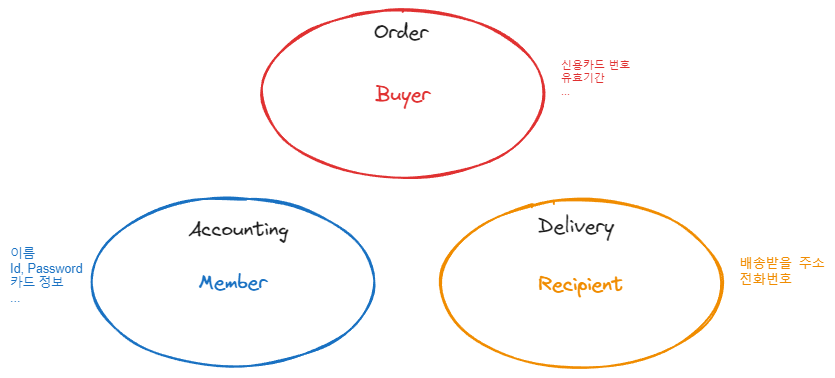 Order
Buyer
신용카드 번호
유효기간
...
Accounting
Member
이름
Id, Password
카드 정보
...
Delivery
Recipient
배송받을 주소
전화번호